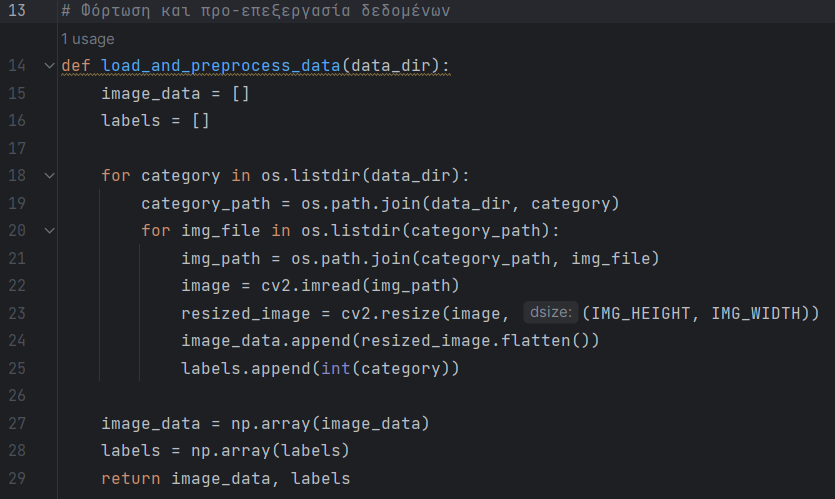 13 # Φόρτωση και προ-επεξεργασία δεδομένων
1 usage
14 def load_and_preprocess_data(data_dir):
15     image_data = []
16     labels = []
17
18     for category in os.listdir(data_dir):
19         category_path = os.path.join(data_dir, category)
20         for img_file in os.listdir(category_path):
21             img_path = os.path.join(category_path, img_file)
22             image = cv2.imread(img_path)
23             resized_image = cv2.resize(image, dsize: (IMG_HEIGHT, IMG_WIDTH))
24             image_data.append(resized_image.flatten())
25             labels.append(int(category))
26
27     image_data = np.array(image_data)
28     labels = np.array(labels)
29     return image_data, labels